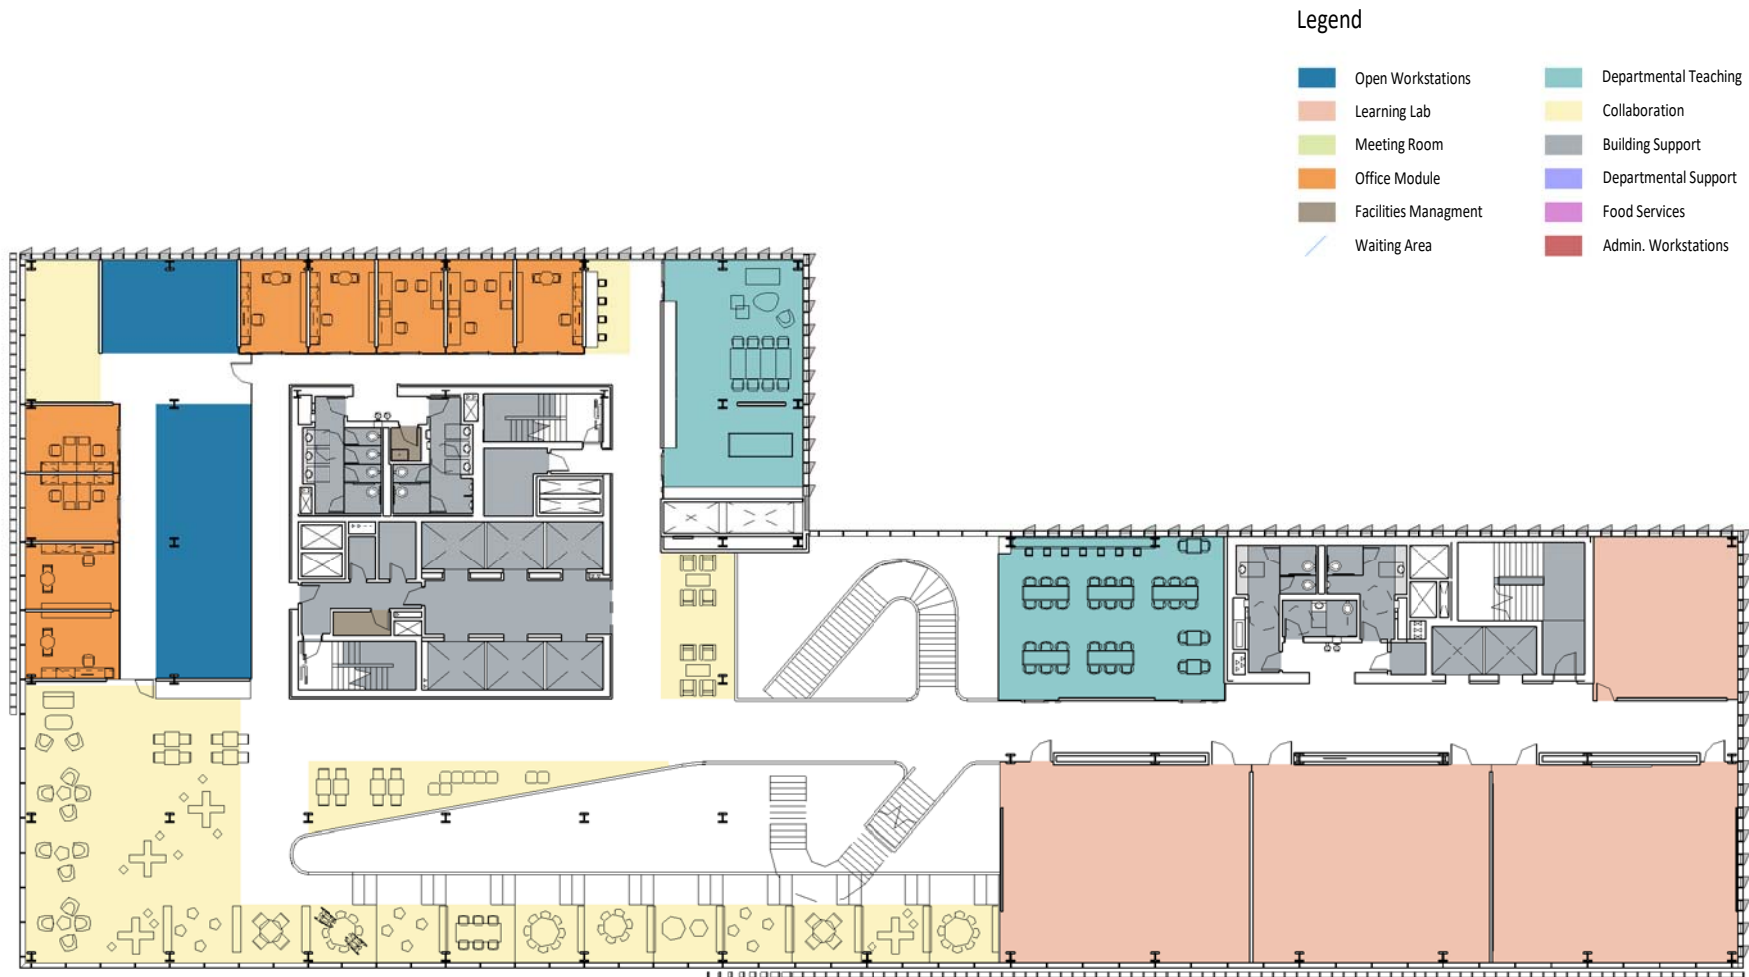 Legend
Open Workstations
Learning Lab
Meeting Room
Office Module
Facilities Managment
Waiting Area
Departmental Teaching
Collaboration
Building Support
Departmental Support
Food Services
Admin. Workstations